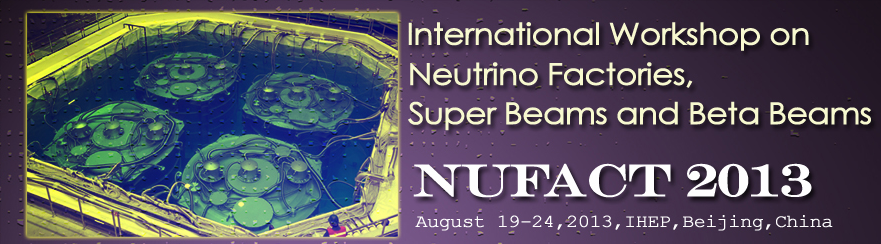 International Workshop on
Neutrino Factories,
Super Beams and Beta Beams
NUFACT 2013
August 19-24,2013,IHEP,Beijing,China